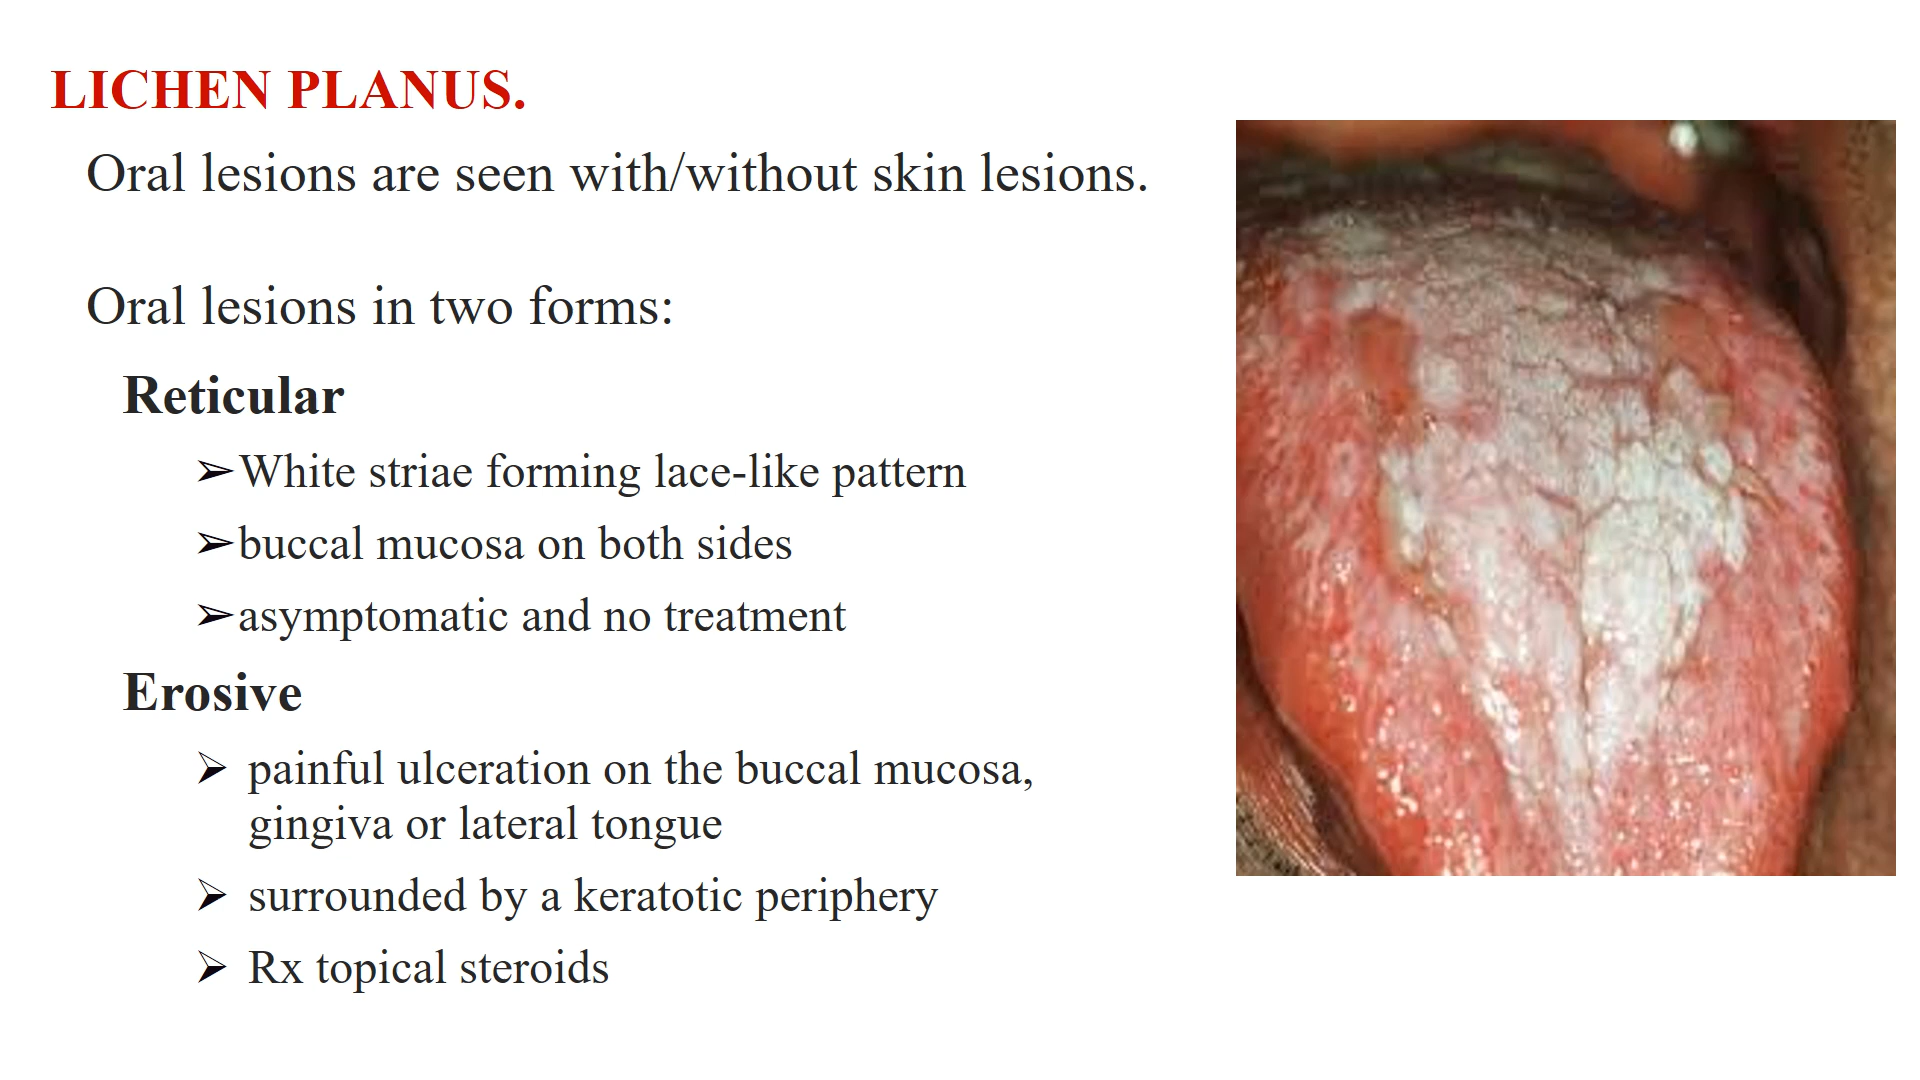 LICHEN PLANUS.
Oral lesions are seen with/without skin lesions.
Oral lesions in two forms:
Reticular
➢White striae forming lace-like pattern
➢buccal mucosa on both sides
➢asymptomatic and no treatment
Erosive
➢ painful ulceration on the buccal mucosa,
gingiva or lateral tongue
➢ surrounded by a keratotic periphery
➢ Rx topical steroids